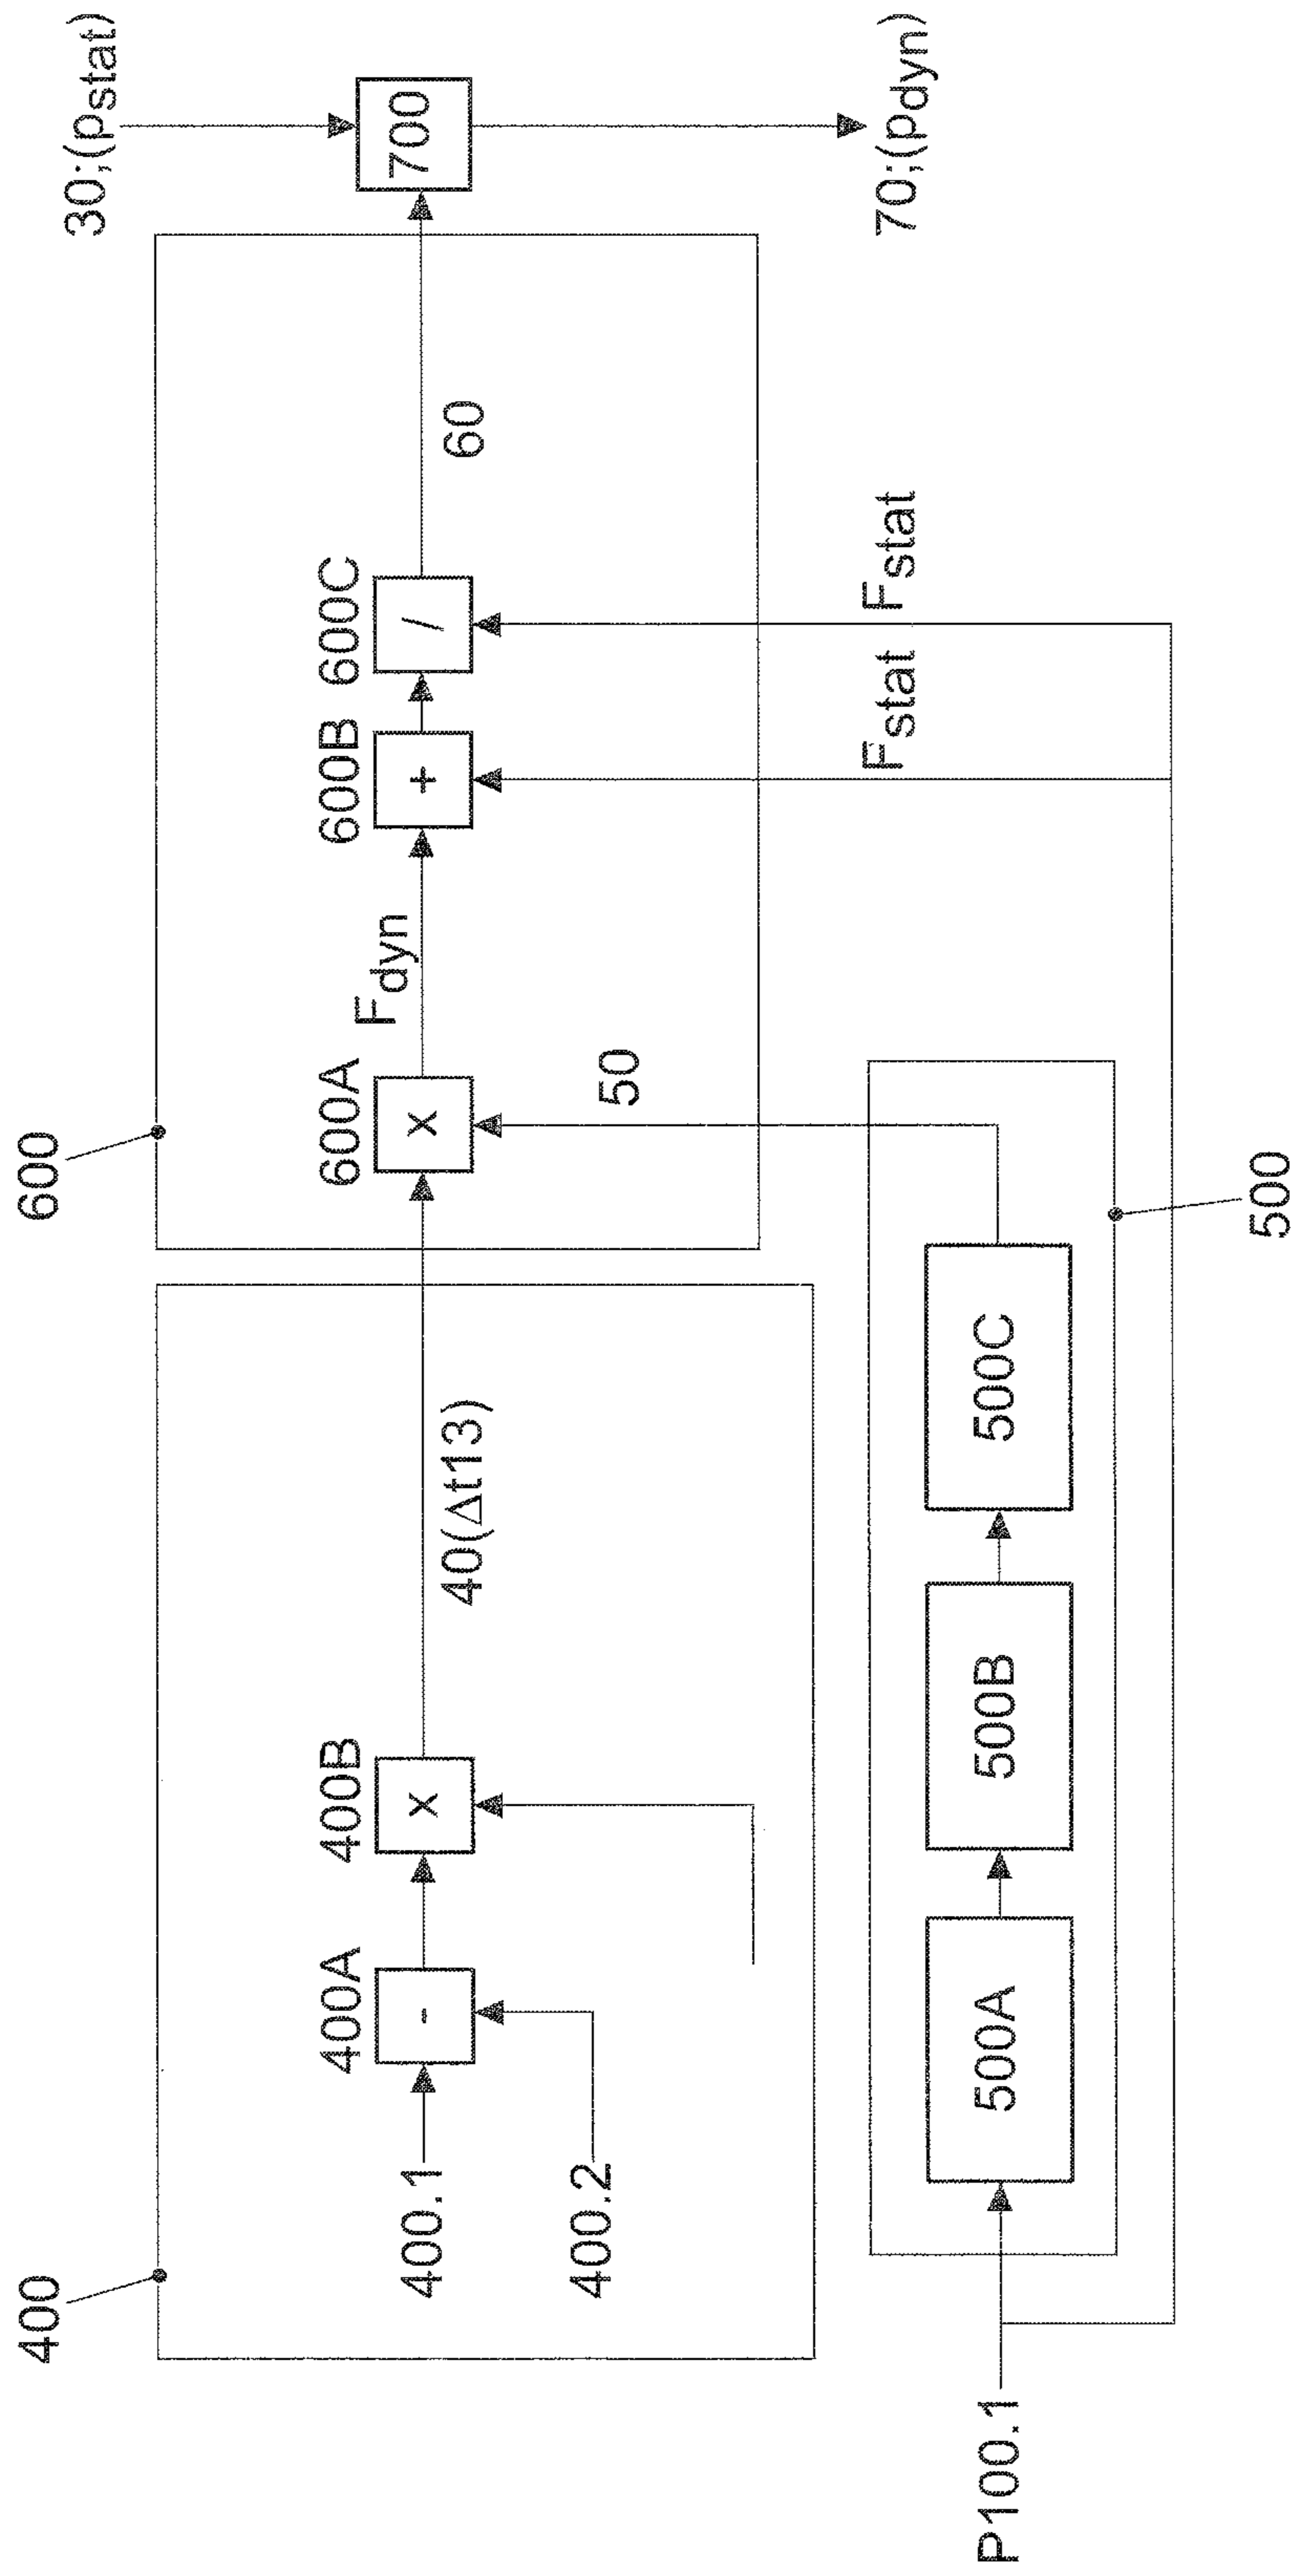 400
400.1
400.2
400A
-
400B
x
40(Δt13)
600
600A
x
Fdyn
50
600B
+
600C
/
60
30;(pstat)
700
70;(pdyn)
Fstat
Fstat
P100.1
500A
500B
500C
500